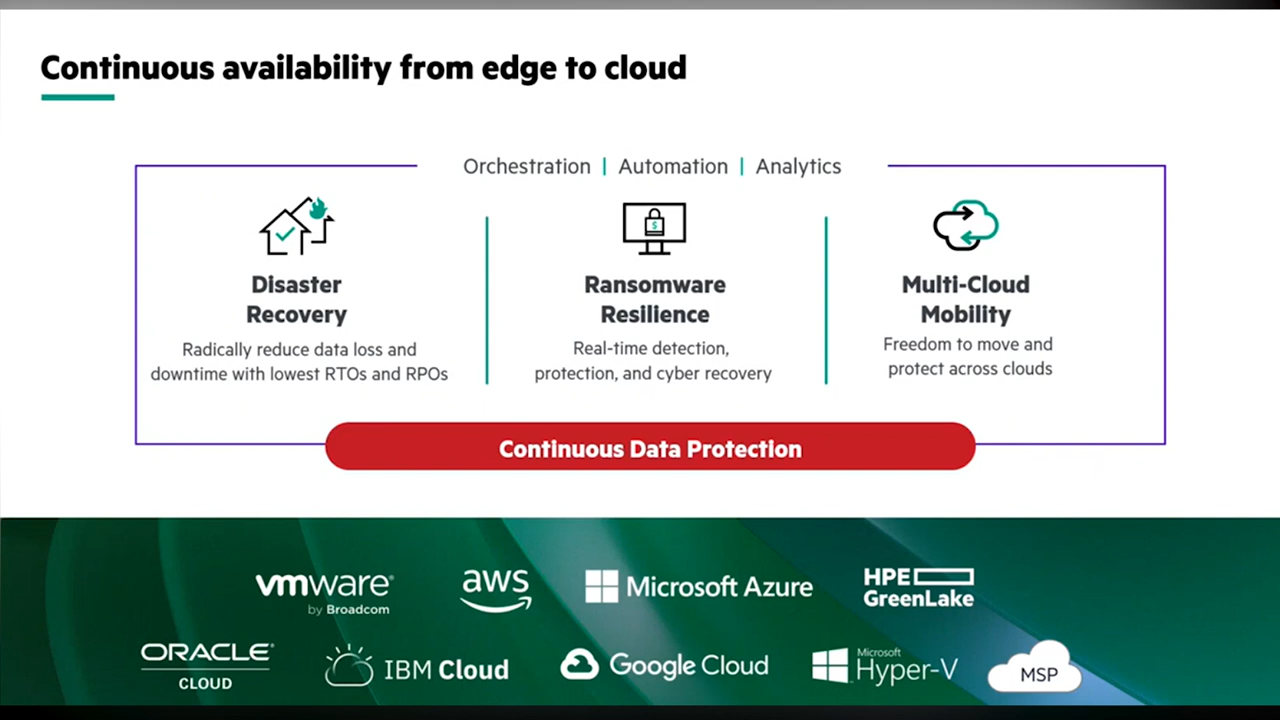 Continuous availability from edge to cloud
Orchestration | Automation | Analytics
Disaster
Recovery
Radically reduce data loss and
downtime with lowest RTOs and RPOs
$
Ransomware
Resilience
Real-time detection,
protection, and cyber recovery
Multi-Cloud
Mobility
Freedom to move and
protect across clouds
Continuous Data Protection
vmware®
by Broadcom
aws
Microsoft Azure
HPE
GreenLake
ORACLE®
CLOUD
IBM Cloud
Google Cloud
Microsoft
Hyper-V
MSP